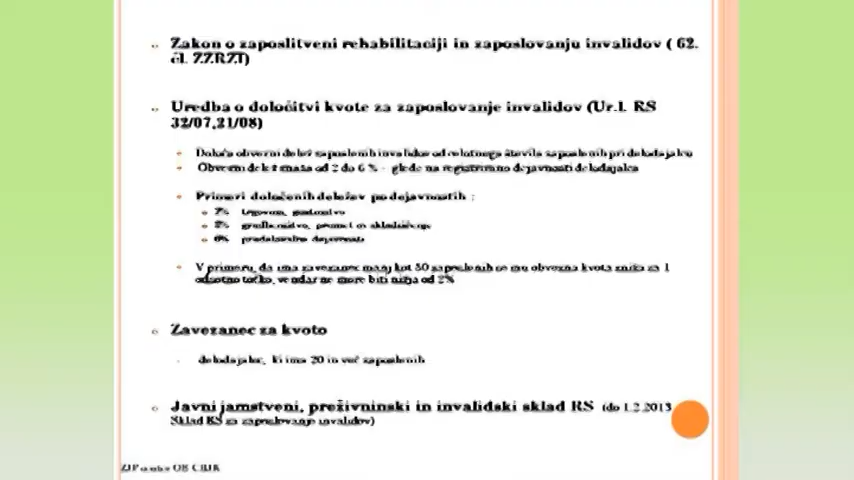 Zakon o zaposlitveni rehabilitaciji in zaposlovanju invalidov ( 62.
čl. ZZRZI)
Uredba o določitvi kvote za zaposlovanje invalidov (Ur.l. RS
32/07,21/08)
Določa obvezni delež zaposlenih invalidov od celotnega števila zaposlenih pri delodajalcu
Obvezni delež znaša od 2 do 6 % - glede na registrirano dejavnost delodajalca
Primeri določenih deležev po dejavnostih :
2% trgovina, gostinstvo
gradbeništvo, promet in skladiščenje
6% predelovalne dejavnosti
V primeru, da ima zavezanec manj kot 50 zaposlenih se mu obvezna kvota zniža za 1
odstotno točko, vendar ne more biti nižja od 2%
Zavezanec za kvoto
delodajalec, ki ima 20 in več zaposlenih
Javni jamstveni, preživninski in invalidski sklad RS (do 1.2.2013
Sklad RS za zaposlovanje invalidov)